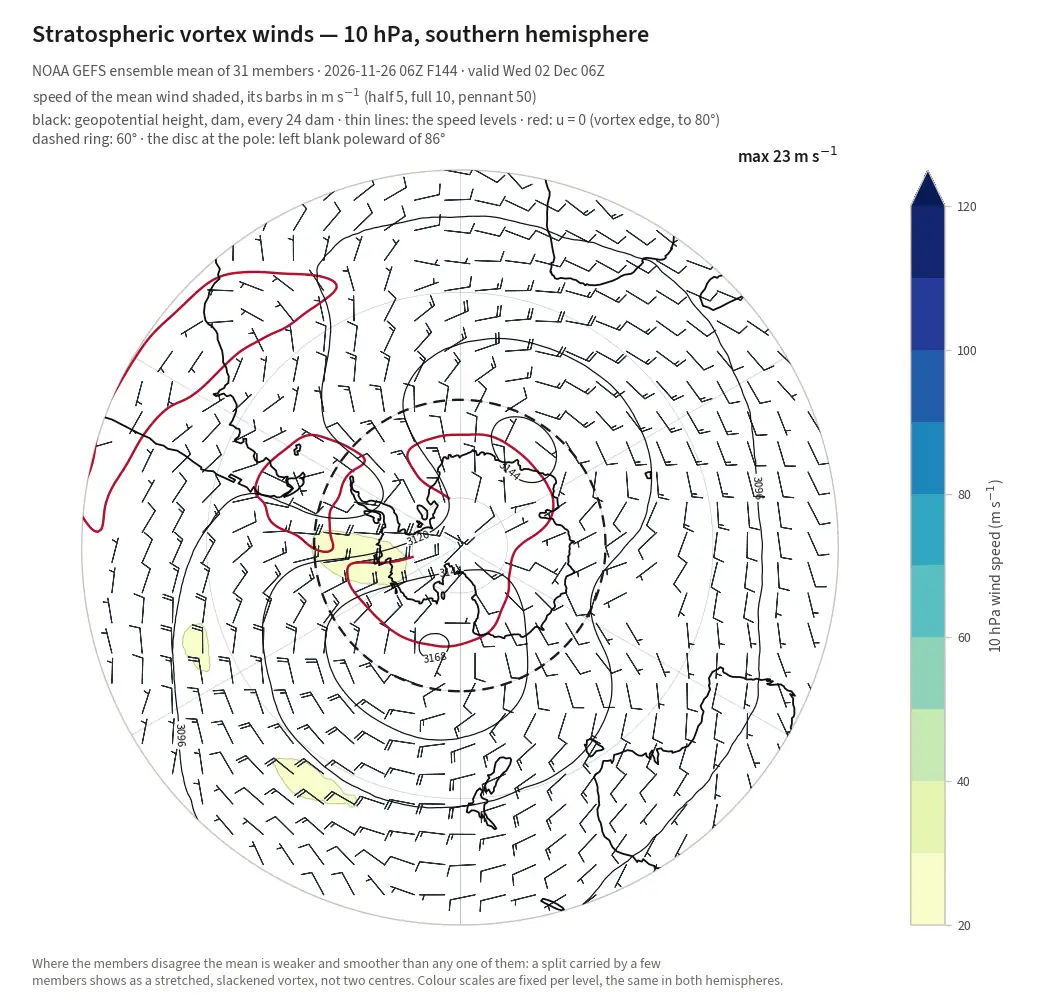 Stratospheric vortex winds — 10 hPa, southern hemisphere
NOAA GEFS ensemble mean of 31 members · 2026-11-26 06Z F144 · valid Wed 02 Dec 06Z
speed of the mean wind shaded, its barbs in m s⁻¹ (half 5, full 10, pennant 50)
black: geopotential height, dam, every 24 dam · thin lines: the speed levels · red: u = 0 (vortex edge, to 80°)
dashed ring: 60° · the disc at the pole: left blank poleward of 86°
max 23 m s⁻¹
120
100
80
60
40
20
10 hPa wind speed (m s⁻¹)
3144
3096
3120
3168
3096
Where the members disagree the mean is weaker and smoother than any one of them: a split carried by a few
members shows as a stretched, slackened vortex, not two centres. Colour scales are fixed per level, the same in both hemispheres.